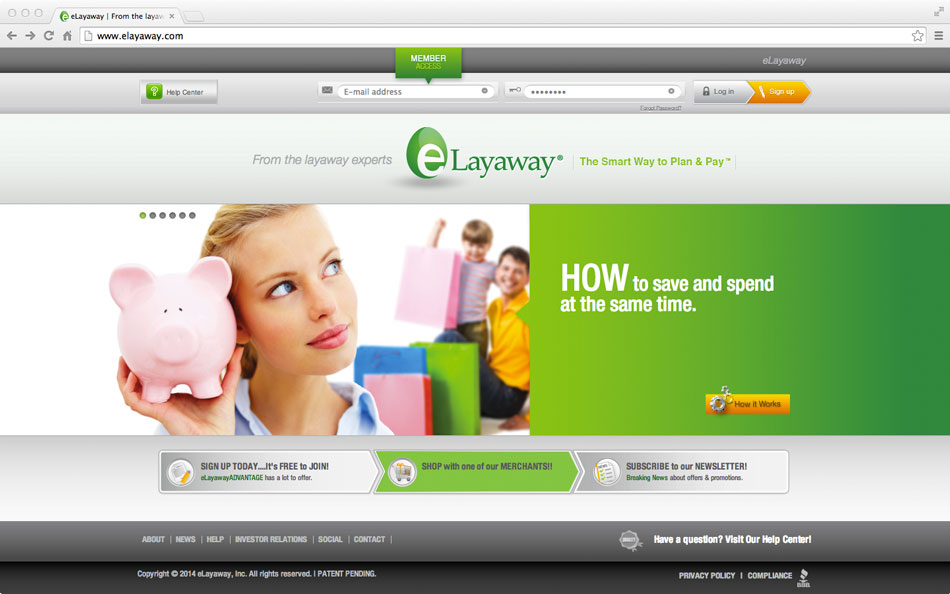 eLayaway | From the layaw
www.elayaway.com
MEMBER
ACCESS
eLayaway
Help Center
E-mail address
Log in
Sign up
Forgot Password?
From the layaway experts
eLayaway®
The Smart Way to Plan & Pay™
HOW to save and spend
at the same time.
How it Works
SIGN UP TODAY....It's FREE to JOIN!
eLayawayADVANTAGE has a lot to offer.
SHOP with one of our MERCHANTS!!
SUBSCRIBE to our NEWSLETTER!
Breaking News about offers & promotions.
ABOUT | NEWS | HELP | INVESTOR RELATIONS | SOCIAL | CONTACT |
Have a question? Visit Our Help Center!
Copyright © 2014 eLayaway, Inc. All rights reserved. | PATENT PENDING.
PRIVACY POLICY | COMPLIANCE
BBB.